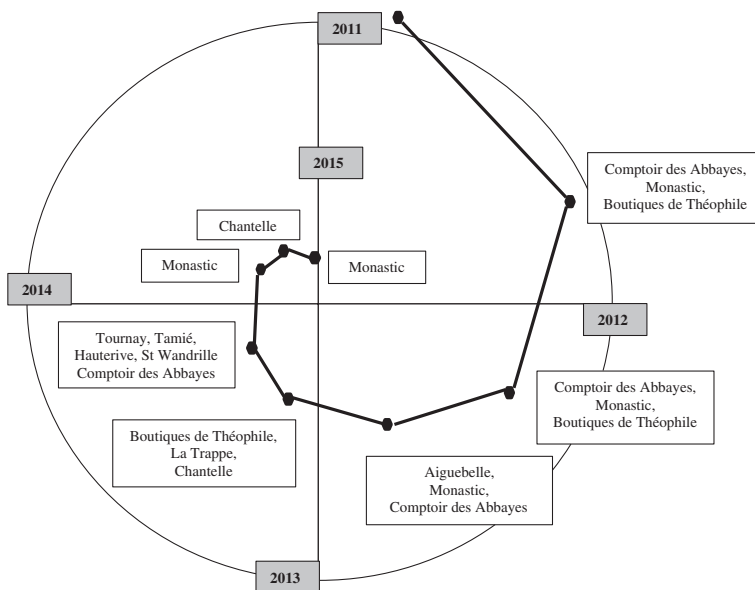 2011
2015
Comptoir des Abbayes,
Monastic,
Boutiques de Théophile
Chantelle
Monastic
Monastic
2014
2012
Tournay, Tamié,
Hauterive, St Wandrille
Comptoir des Abbayes
Comptoir des Abbayes,
Monastic,
Boutiques de Théophile
Boutiques de Théophile,
La Trappe,
Chantelle
Aiguebelle,
Monastic,
Comptoir des Abbayes
2013